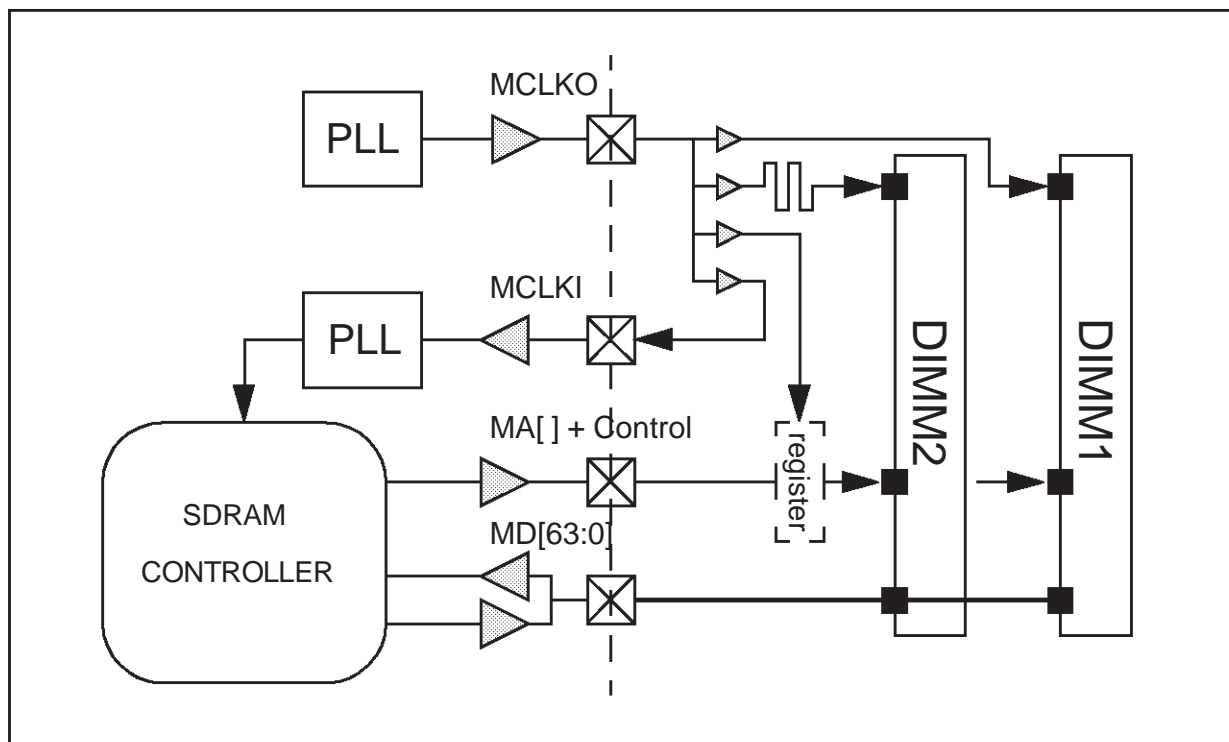 MCLKO
PLL
MCLKI
PLL
DIMM2
DIMM1
MA[ ] + Control
register
SDRAM
CONTROLLER
MD[63:0]